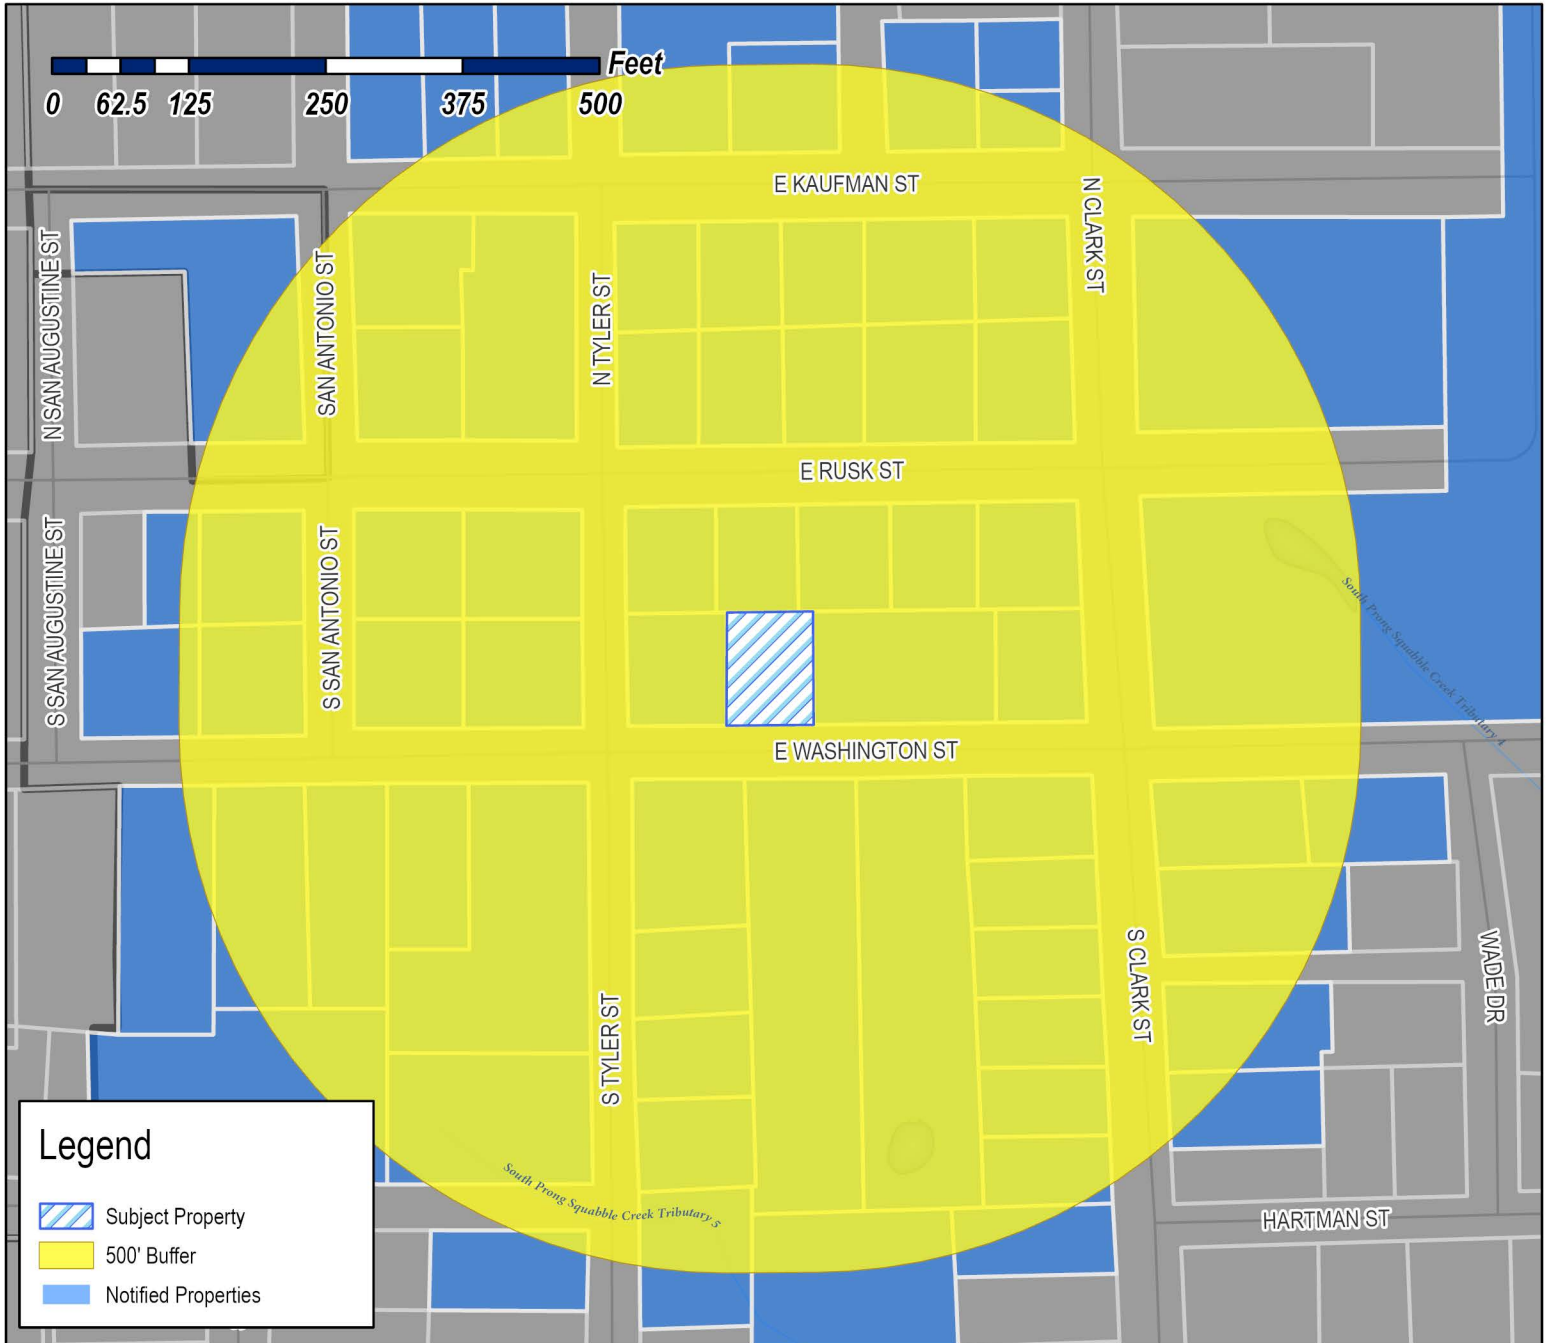 Feet
0 62.5 125 250 375 500
E KAUFMAN ST
N CLARK ST
N SAN AUGUSTINE ST
SAN ANTONIO ST
N TYLER ST
E RUSK ST
S SAN AUGUSTINE ST
S SAN ANTONIO ST
South Prong Squabble Creek Tributary 4
E WASHINGTON ST
S TYLER ST
S CLARK ST
WADE DR
South Prong Squabble Creek Tributary 5
HARTMAN ST
Legend
Subject Property
500' Buffer
Notified Properties